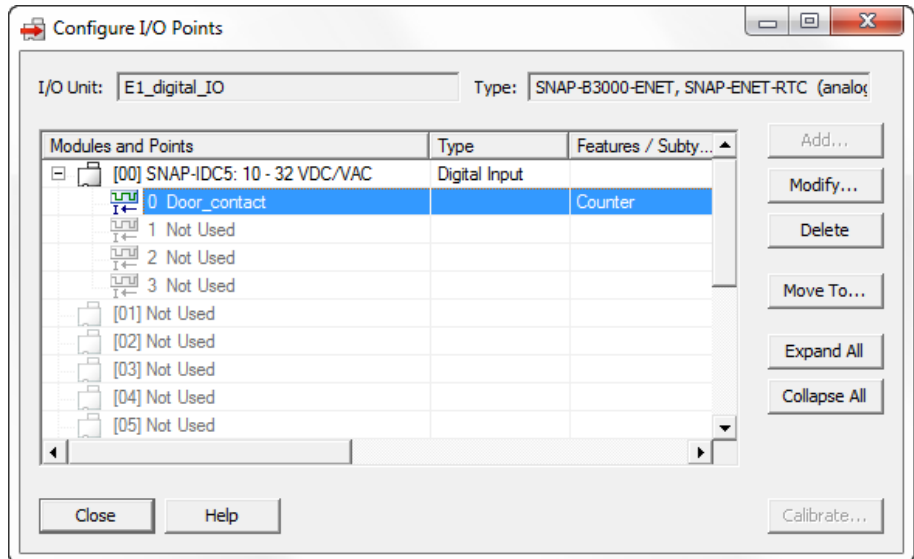 Configure I/O Points
I/O Unit: E1_digital_IO Type: SNAP-B3000-ENET, SNAP-ENET-RTC (analog
Modules and Points Type Features / Subty...
[00] SNAP-IDC5: 10 - 32 VDC/VAC Digital Input
0 Door_contact Counter
1 Not Used
2 Not Used
3 Not Used
[01] Not Used
[02] Not Used
[03] Not Used
[04] Not Used
[05] Not Used
Add...
Modify...
Delete
Move To...
Expand All
Collapse All
Close Help Calibrate...